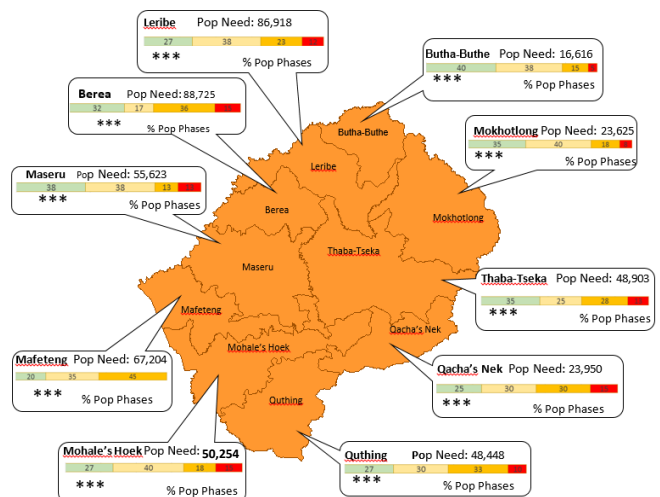 Leribe Pop Need: 86,918
27 38 23
***
% Pop Phases
Butha-Buthe Pop Need: 16,616
40 38 15
***
% Pop Phases
Berea Pop Need: 88,725
32 17 36
***
% Pop Phases
Mokhotlong Pop Need: 23,625
35 40 18
***
% Pop Phases
Maseru Pop Need: 55,623
38 38 13
***
% Pop Phases
Butha-Buthe
Leribe
Berea
Mokhotlong
Thaba-Tseka
Maseru
Mafeteng
Qacha's Nek
Mohale's Hoek
Quthing
Thaba-Tseka Pop Need: 48,903
35 25 28
***
% Pop Phases
Mafeteng Pop Need: 67,204
20 35 45
***
% Pop Phases
Qacha's Nek Pop Need: 23,950
25 30 30
***
% Pop Phases
Mohale's Hoek Pop Need: 50,254
27 40 18
***
% Pop Phases
Quthing Pop Need: 48,448
27 30 33
***
% Pop Phases